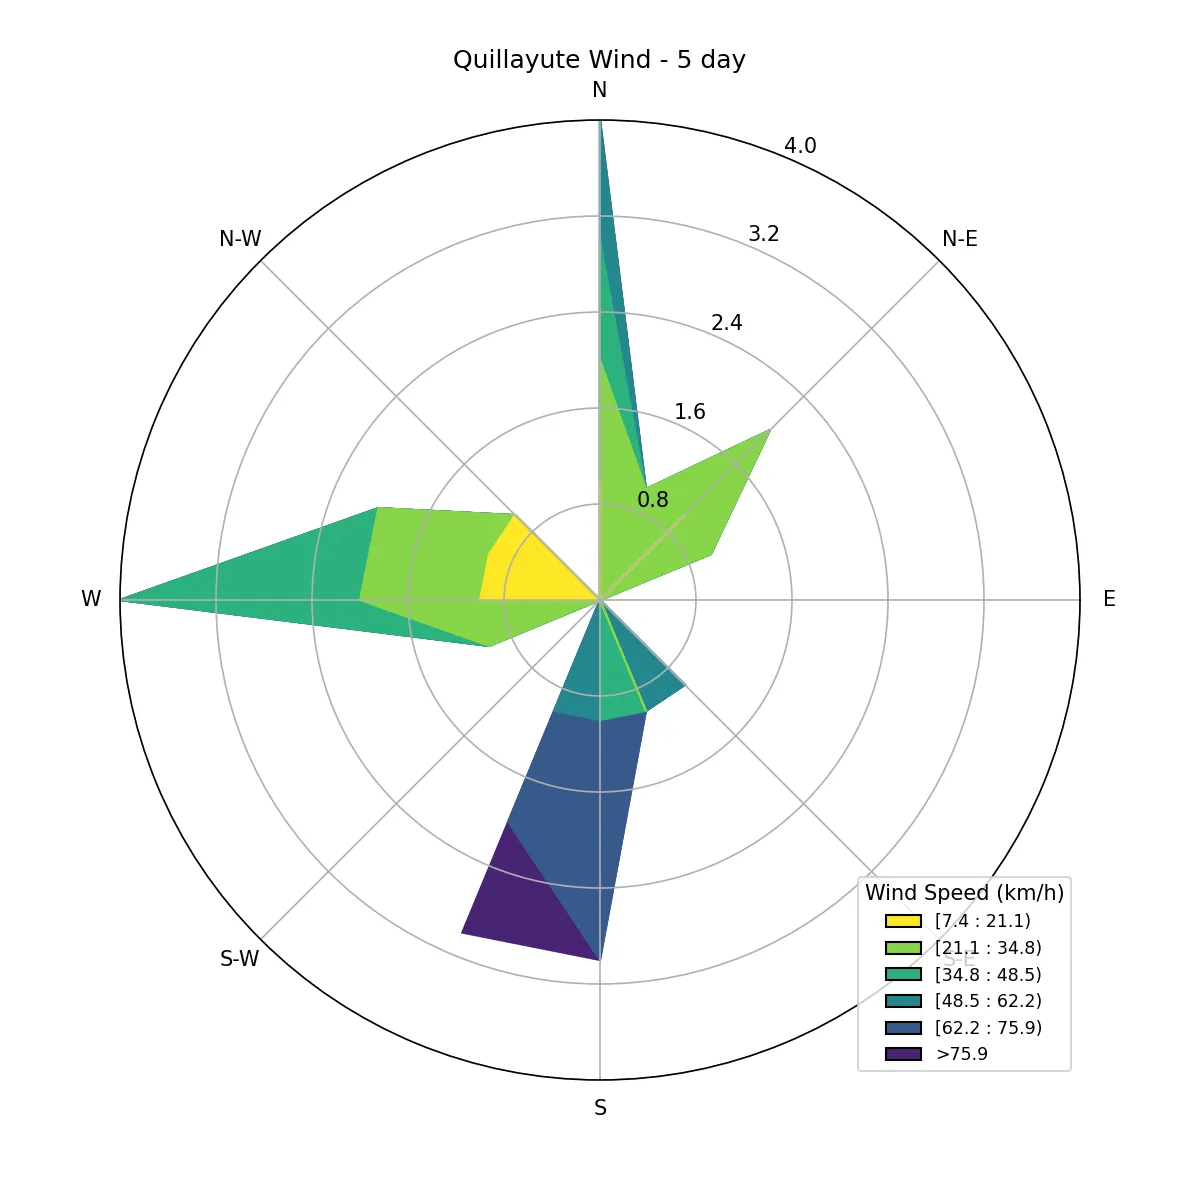 Quillayute Wind - 5 day
N
4.0
N-W
3.2
N-E
2.4
1.6
0.8
W
E
S-W
S-E
S
Wind Speed (km/h)
[7.4 : 21.1)
[21.1 : 34.8)
[34.8 : 48.5)
[48.5 : 62.2)
[62.2 : 75.9)
>75.9